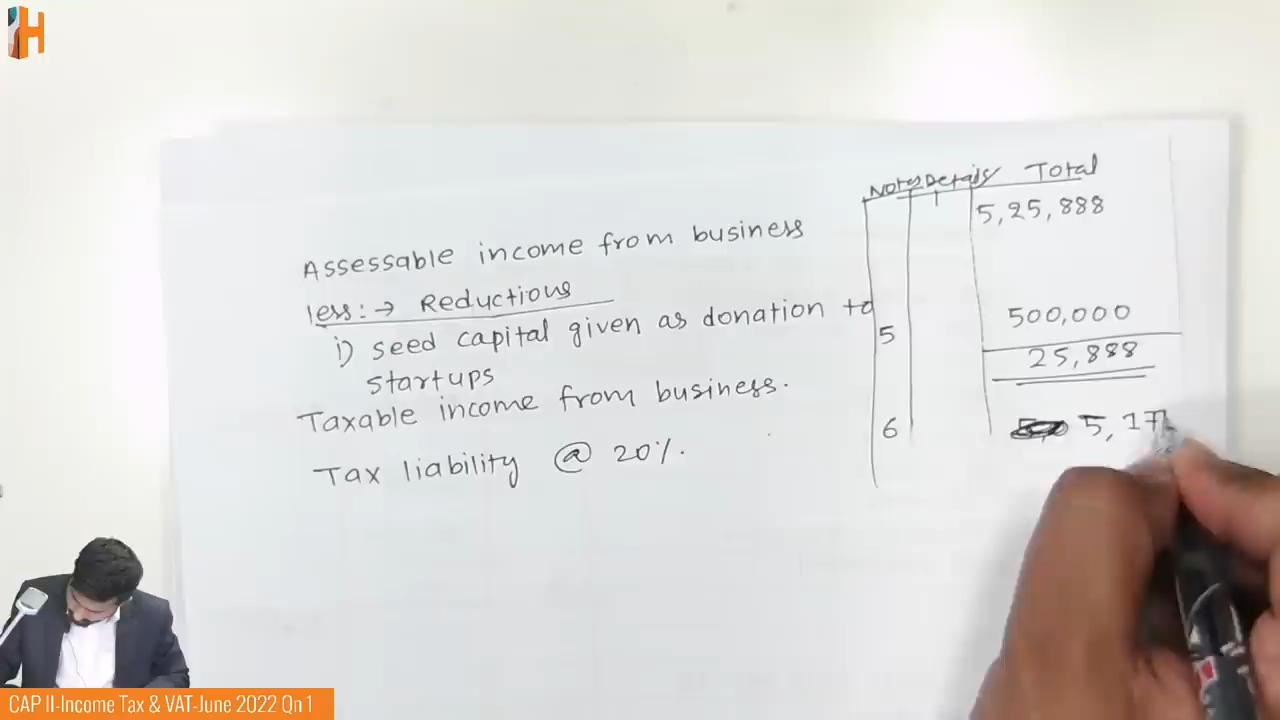 H
Notes Details Total
Assessable income from business 5,25,888
less: → Reductions
i) seed capital given as donation to 5 500,000
startups 25,888
Taxable income from business.
Tax liability @ 20%. 6 5,17
CAP II-Income Tax & VAT-June 2022 Qn 1